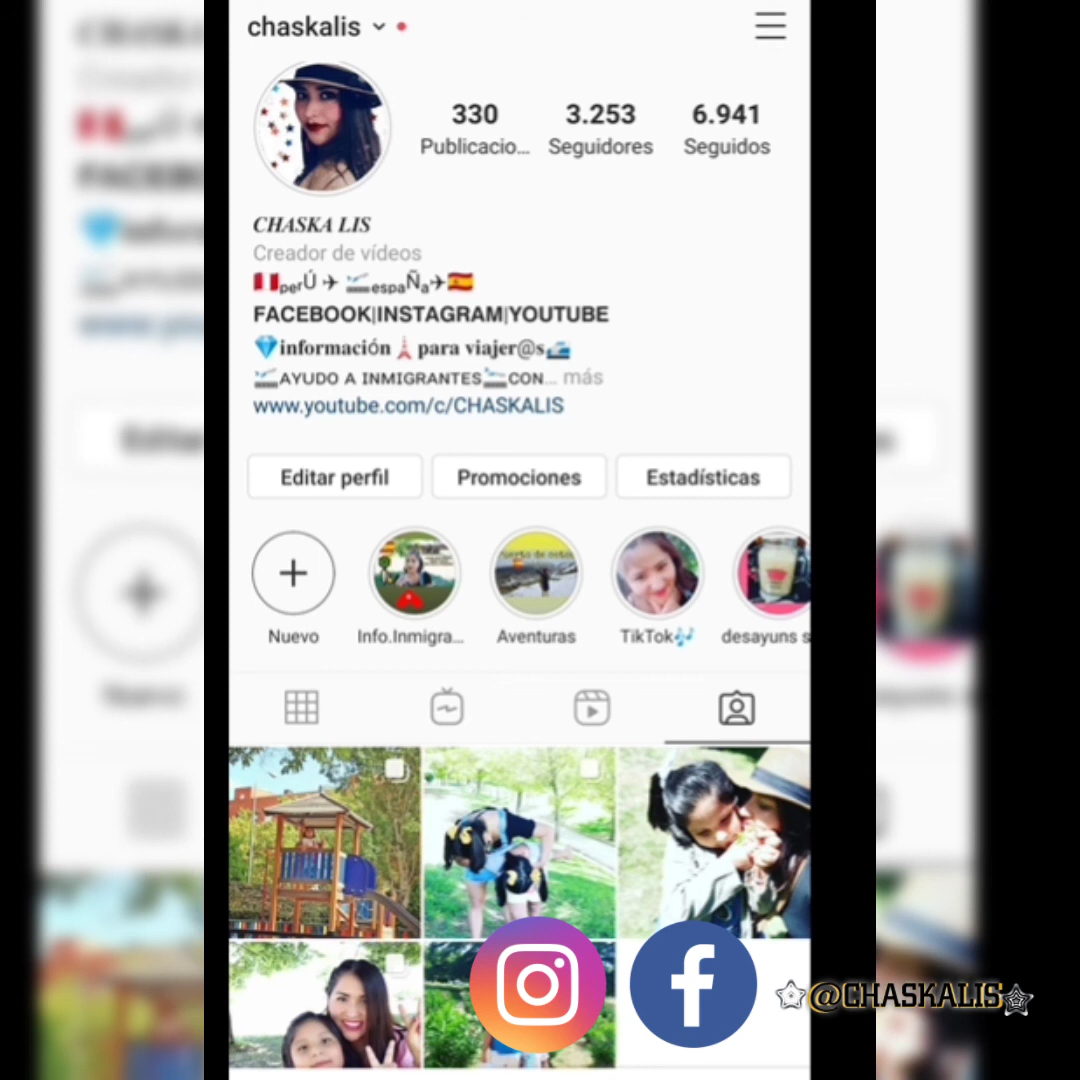 chaskalis
330
3.253
6.941
Publicacio...
Seguidores
Seguidos
CHASKA LIS
Creador de vídeos
🇵🇪ₚₑᵣÚ ✈ 🛫ₑₛₚₐÑₐ✈🇪🇸
FACEBOOK|INSTAGRAM|YOUTUBE
💎información🗼para viajer@s🚅
🛫AYUDO A INMIGRANTES🛬CON... más
www.youtube.com/c/CHASKALIS
Editar perfil
Promociones
Estadísticas
Nuevo
Info.Inmigra...
Aventuras
TikTok🎶
desayuns s
@CHASKALIS